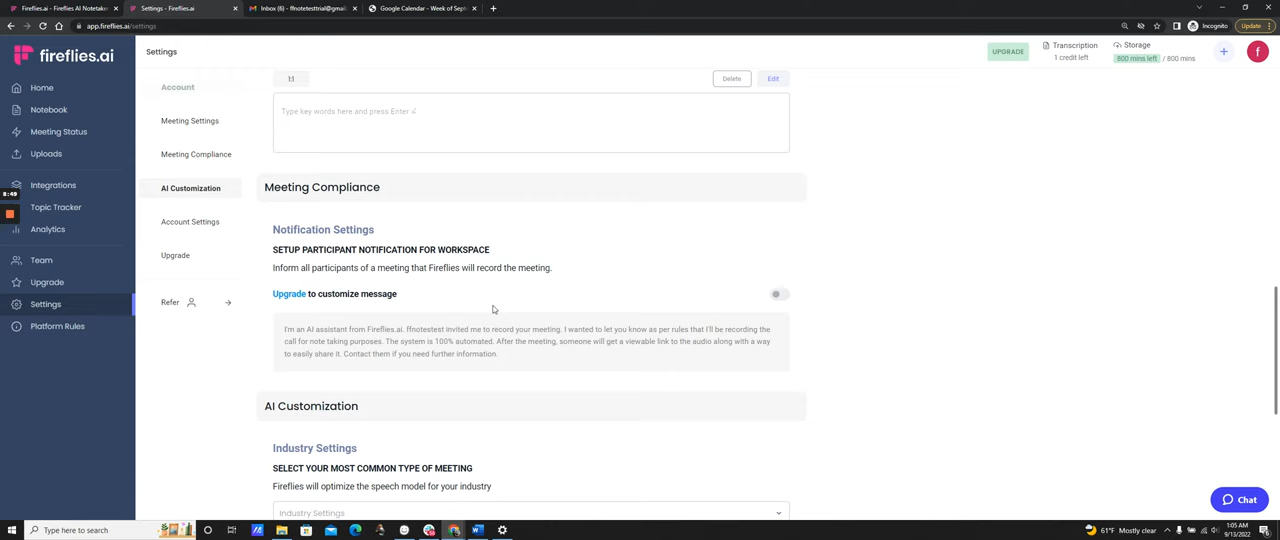 Fireflies.ai - Fireflies AI Notetaker
Settings - Fireflies.ai
Inbox (6) - ffnotetesttrial@gmail
Google Calendar - Week of Sept
app.fireflies.ai/settings
Incognito
Update
fireflies.ai
Settings
UPGRADE
Transcription
1 credit left
Storage
800 mins left / 800 mins
f
Home
Notebook
Meeting Status
Uploads
Integrations
Topic Tracker
Analytics
Team
Upgrade
Settings
Platform Rules
8:49
Account
Meeting Settings
Meeting Compliance
AI Customization
Account Settings
Upgrade
Refer
1:1
Delete
Edit
Type key words here and press Enter
Meeting Compliance
Notification Settings
SETUP PARTICIPANT NOTIFICATION FOR WORKSPACE
Inform all participants of a meeting that Fireflies will record the meeting.
Upgrade to customize message
I'm an AI assistant from Fireflies.ai. ffnotestest invited me to record your meeting. I wanted to let you know as per rules that I'll be recording the
call for note taking purposes. The system is 100% automated. After the meeting, someone will get a viewable link to the audio along with a way
to easily share it. Contact them if you need further information.
AI Customization
Industry Settings
SELECT YOUR MOST COMMON TYPE OF MEETING
Fireflies will optimize the speech model for your industry
Industry Settings
Chat
Type here to search
61°F Mostly clear
1:05 AM
9/13/2022